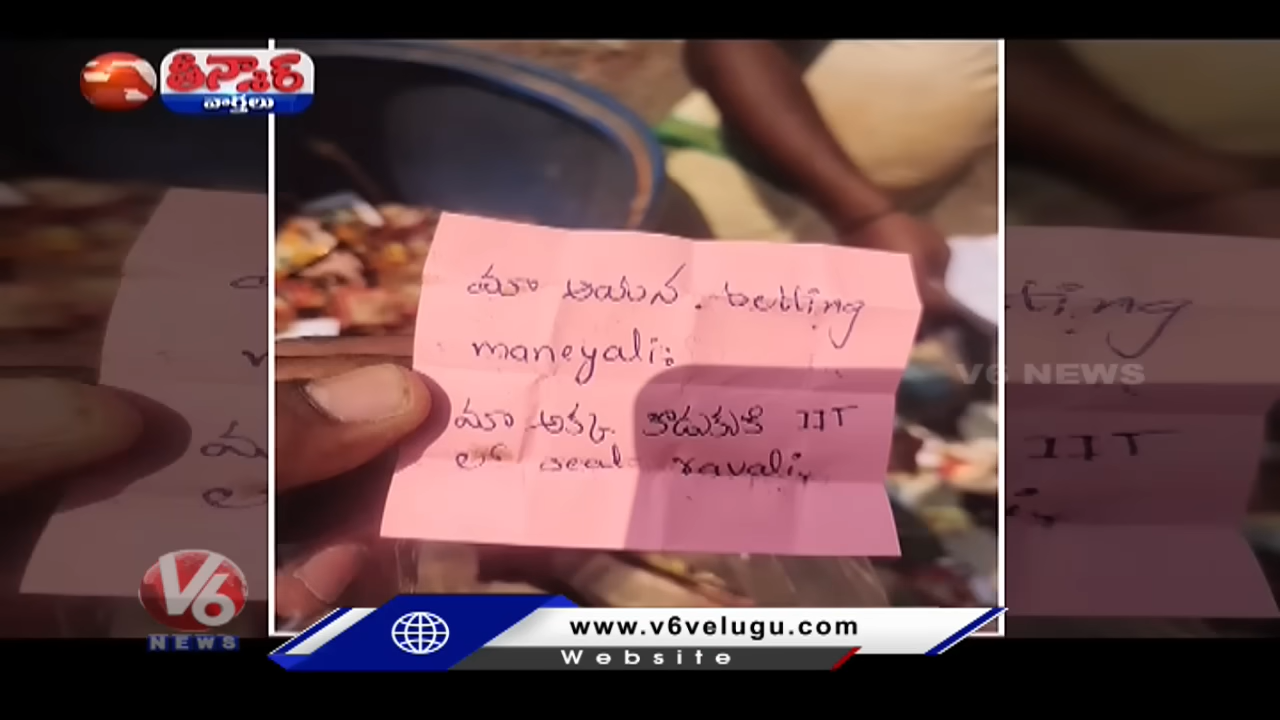 తీన్మార్
వార్తలు
మా ఆయన. betting
maneyali:
మా అక్క కొడుకుకి IIT
లో seat ravali,
V6 NEWS
V6
NEWS
www.v6velugu.com
Website